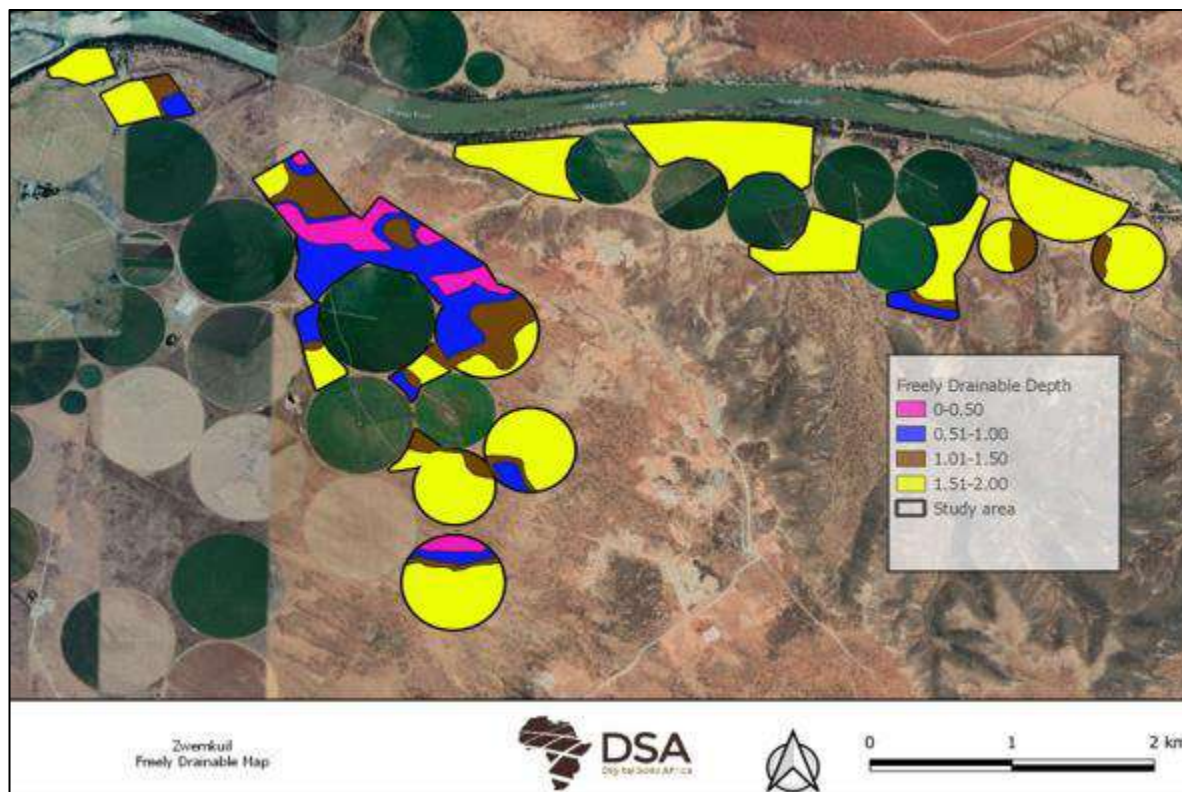 Freely Drainable Depth
0-0.50
0.51-1.00
1.01-1.50
1.51-2.00
Study area
Zwemkuil
Freely Drainable Map
DSA
Digital Soils Africa
0
1
2 km